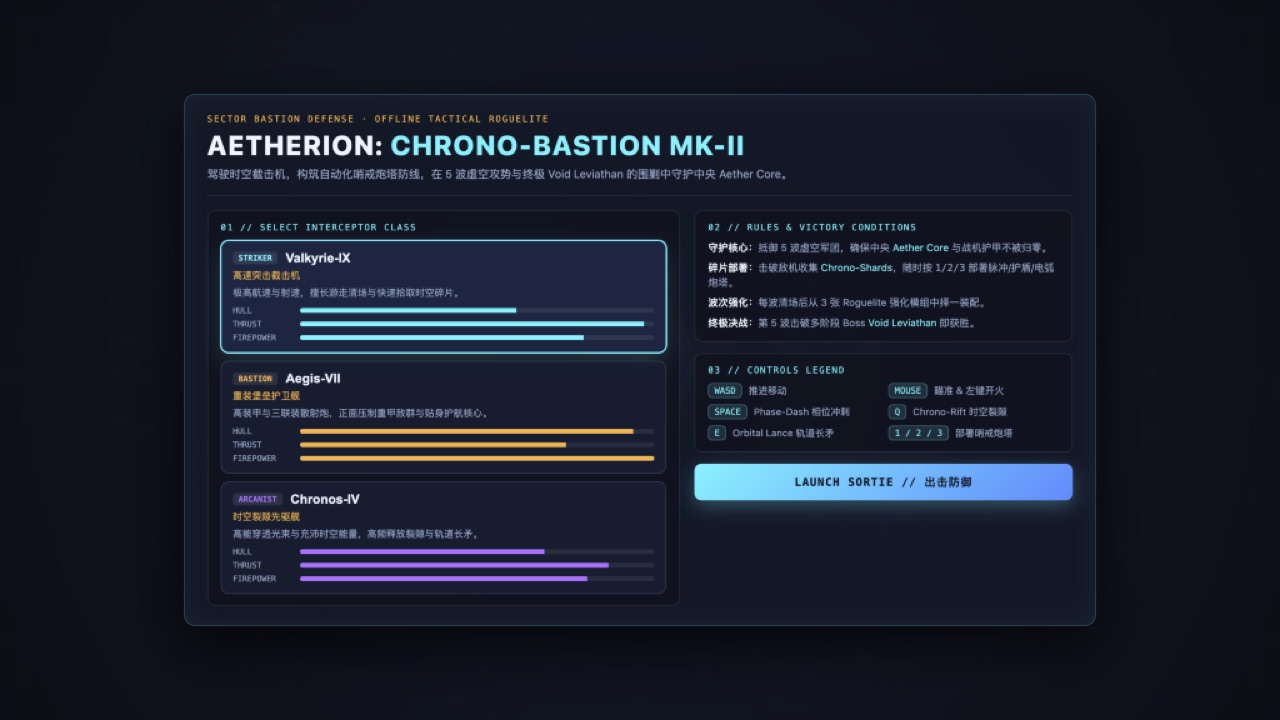 SECTOR BASTION DEFENSE · OFFLINE TACTICAL ROGUELITE
AETHERION: CHRONO-BASTION MK-II
驾驶时空截击机，构筑自动化哨戒炮塔防线，在 5 波虚空攻势与终极 Void Leviathan 的围剿中守护中央 Aether Core。
01 // SELECT INTERCEPTOR CLASS
STRIKER Valkyrie-IX
高速突击截击机
极高航速与射速，擅长游走清场与快速拾取时空碎片。
HULL
THRUST
FIREPOWER
BASTION Aegis-VII
重装堡垒护卫舰
高装甲与三联装散射炮，正面压制重甲敌群与贴身护航核心。
HULL
THRUST
FIREPOWER
ARCANIST Chronos-IV
时空裂隙先驱舰
高能穿透光束与充沛时空能量，高频释放裂隙与轨道长矛。
HULL
THRUST
FIREPOWER
02 // RULES & VICTORY CONDITIONS
守护核心：抵御 5 波虚空军团，确保中央 Aether Core 与战机护甲不被归零。
碎片部署：击破敌机收集 Chrono-Shards，随时按 1/2/3 部署脉冲/护盾/电弧
炮塔。
波次强化：每波清场后从 3 张 Roguelite 强化模组中择一装配。
终极决战：第 5 波击破多阶段 Boss Void Leviathan 即获胜。
03 // CONTROLS LEGEND
WASD 推进移动
MOUSE 瞄准 & 左键开火
SPACE Phase-Dash 相位冲刺
Q Chrono-Rift 时空裂隙
E Orbital Lance 轨道长矛
1 / 2 / 3 部署哨戒炮塔
LAUNCH SORTIE // 出击防御